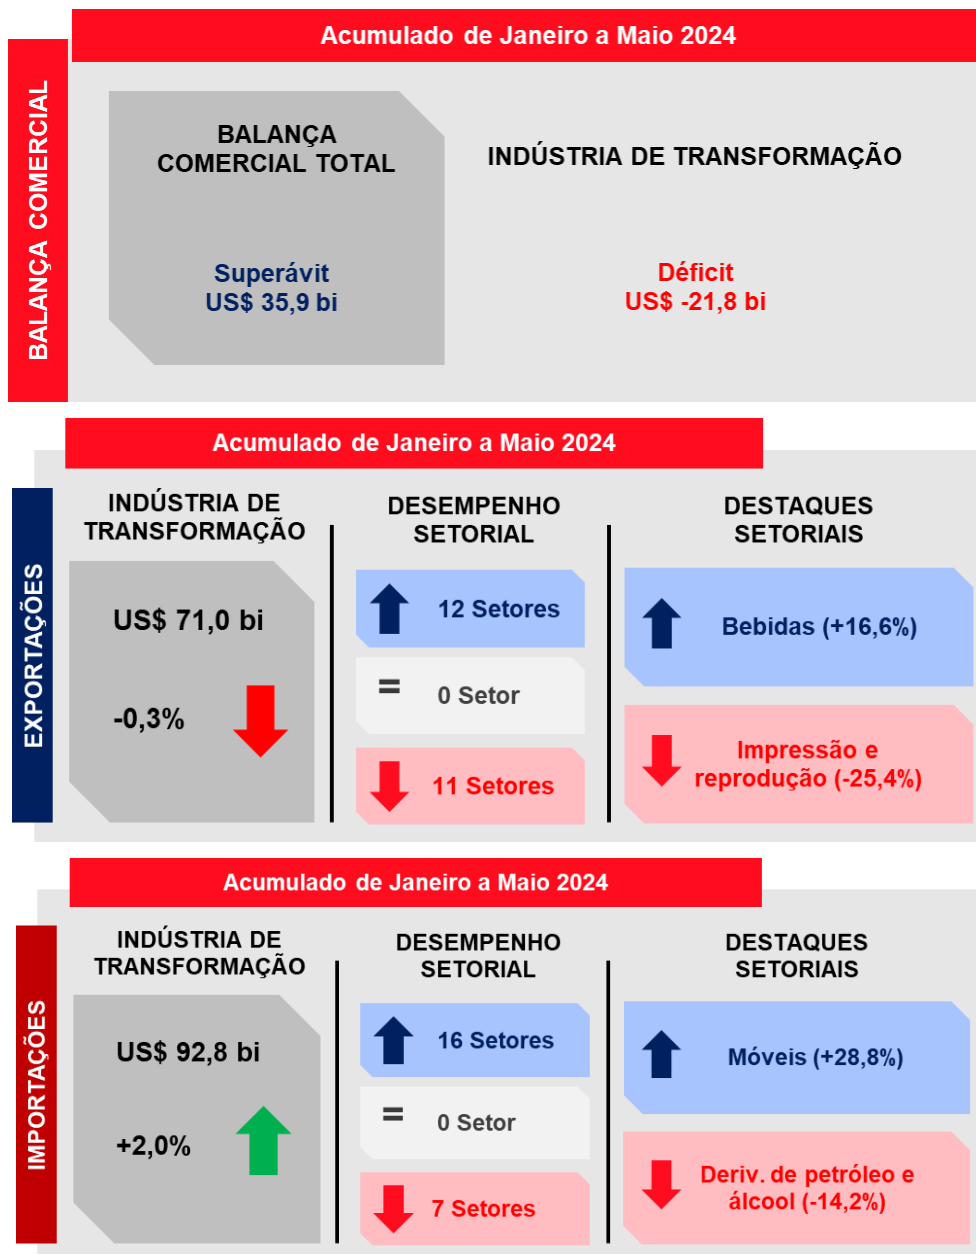 Acumulado de Janeiro a Maio 2024
BALANÇA COMERCIAL
BALANÇA
COMERCIAL TOTAL
Superávit
US$ 35,9 bi
INDÚSTRIA DE TRANSFORMAÇÃO
Déficit
US$ -21,8 bi
Acumulado de Janeiro a Maio 2024
EXPORTAÇÕES
INDÚSTRIA DE
TRANSFORMAÇÃO
US$ 71,0 bi
-0,3%
DESEMPENHO
SETORIAL
12 Setores
=
0 Setor
11 Setores
DESTAQUES
SETORIAIS
Bebidas (+16,6%)
Impressão e
reprodução (-25,4%)
Acumulado de Janeiro a Maio 2024
IMPORTAÇÕES
INDÚSTRIA DE
TRANSFORMAÇÃO
US$ 92,8 bi
+2,0%
DESEMPENHO
SETORIAL
16 Setores
=
0 Setor
7 Setores
DESTAQUES
SETORIAIS
Móveis (+28,8%)
Deriv. de petróleo e
álcool (-14,2%)